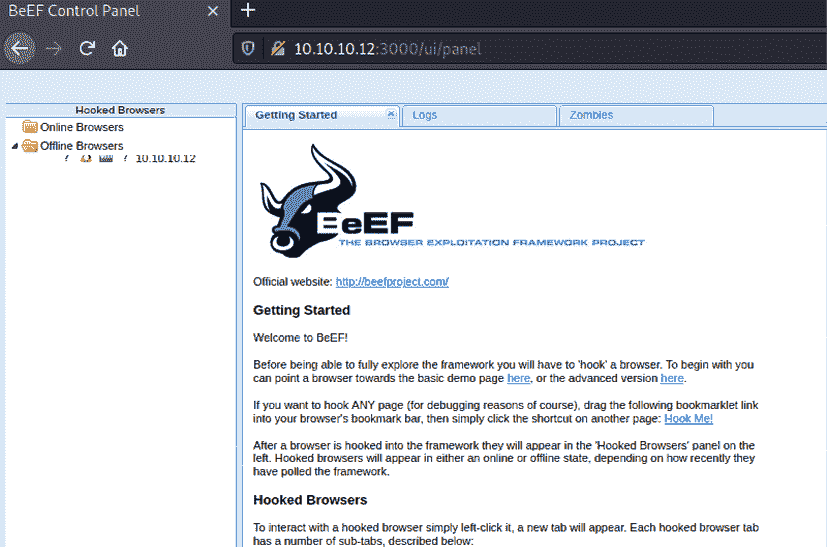 BeEF Control Panel
10.10.10.12:3000/ui/panel
Hooked Browsers
Online Browsers
Offline Browsers
? ? 10.10.10.12
Getting Started
Logs
Zombies
BeEF
THE BROWSER EXPLOITATION FRAMEWORK PROJECT
Official website: http://beefproject.com/
Getting Started
Welcome to BeEF!
Before being able to fully explore the framework you will have to 'hook' a browser. To begin with you
can point a browser towards the basic demo page here, or the advanced version here.
If you want to hook ANY page (for debugging reasons of course), drag the following bookmarklet link
into your browser's bookmark bar, then simply click the shortcut on another page: Hook Me!
After a browser is hooked into the framework they will appear in the 'Hooked Browsers' panel on the
left. Hooked browsers will appear in either an online or offline state, depending on how recently they
have polled the framework.
Hooked Browsers
To interact with a hooked browser simply left-click it, a new tab will appear. Each hooked browser tab
has a number of sub-tabs, described below: